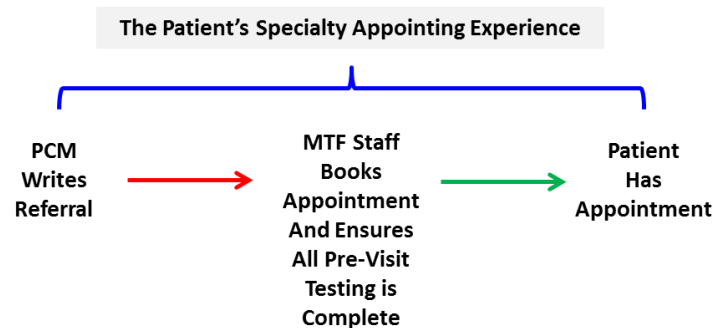 The Patient’s Specialty Appointing Experience
PCM
Writes
Referral
MTF Staff
Books
Appointment
And Ensures
All Pre-Visit
Testing is
Complete
Patient
Has
Appointment